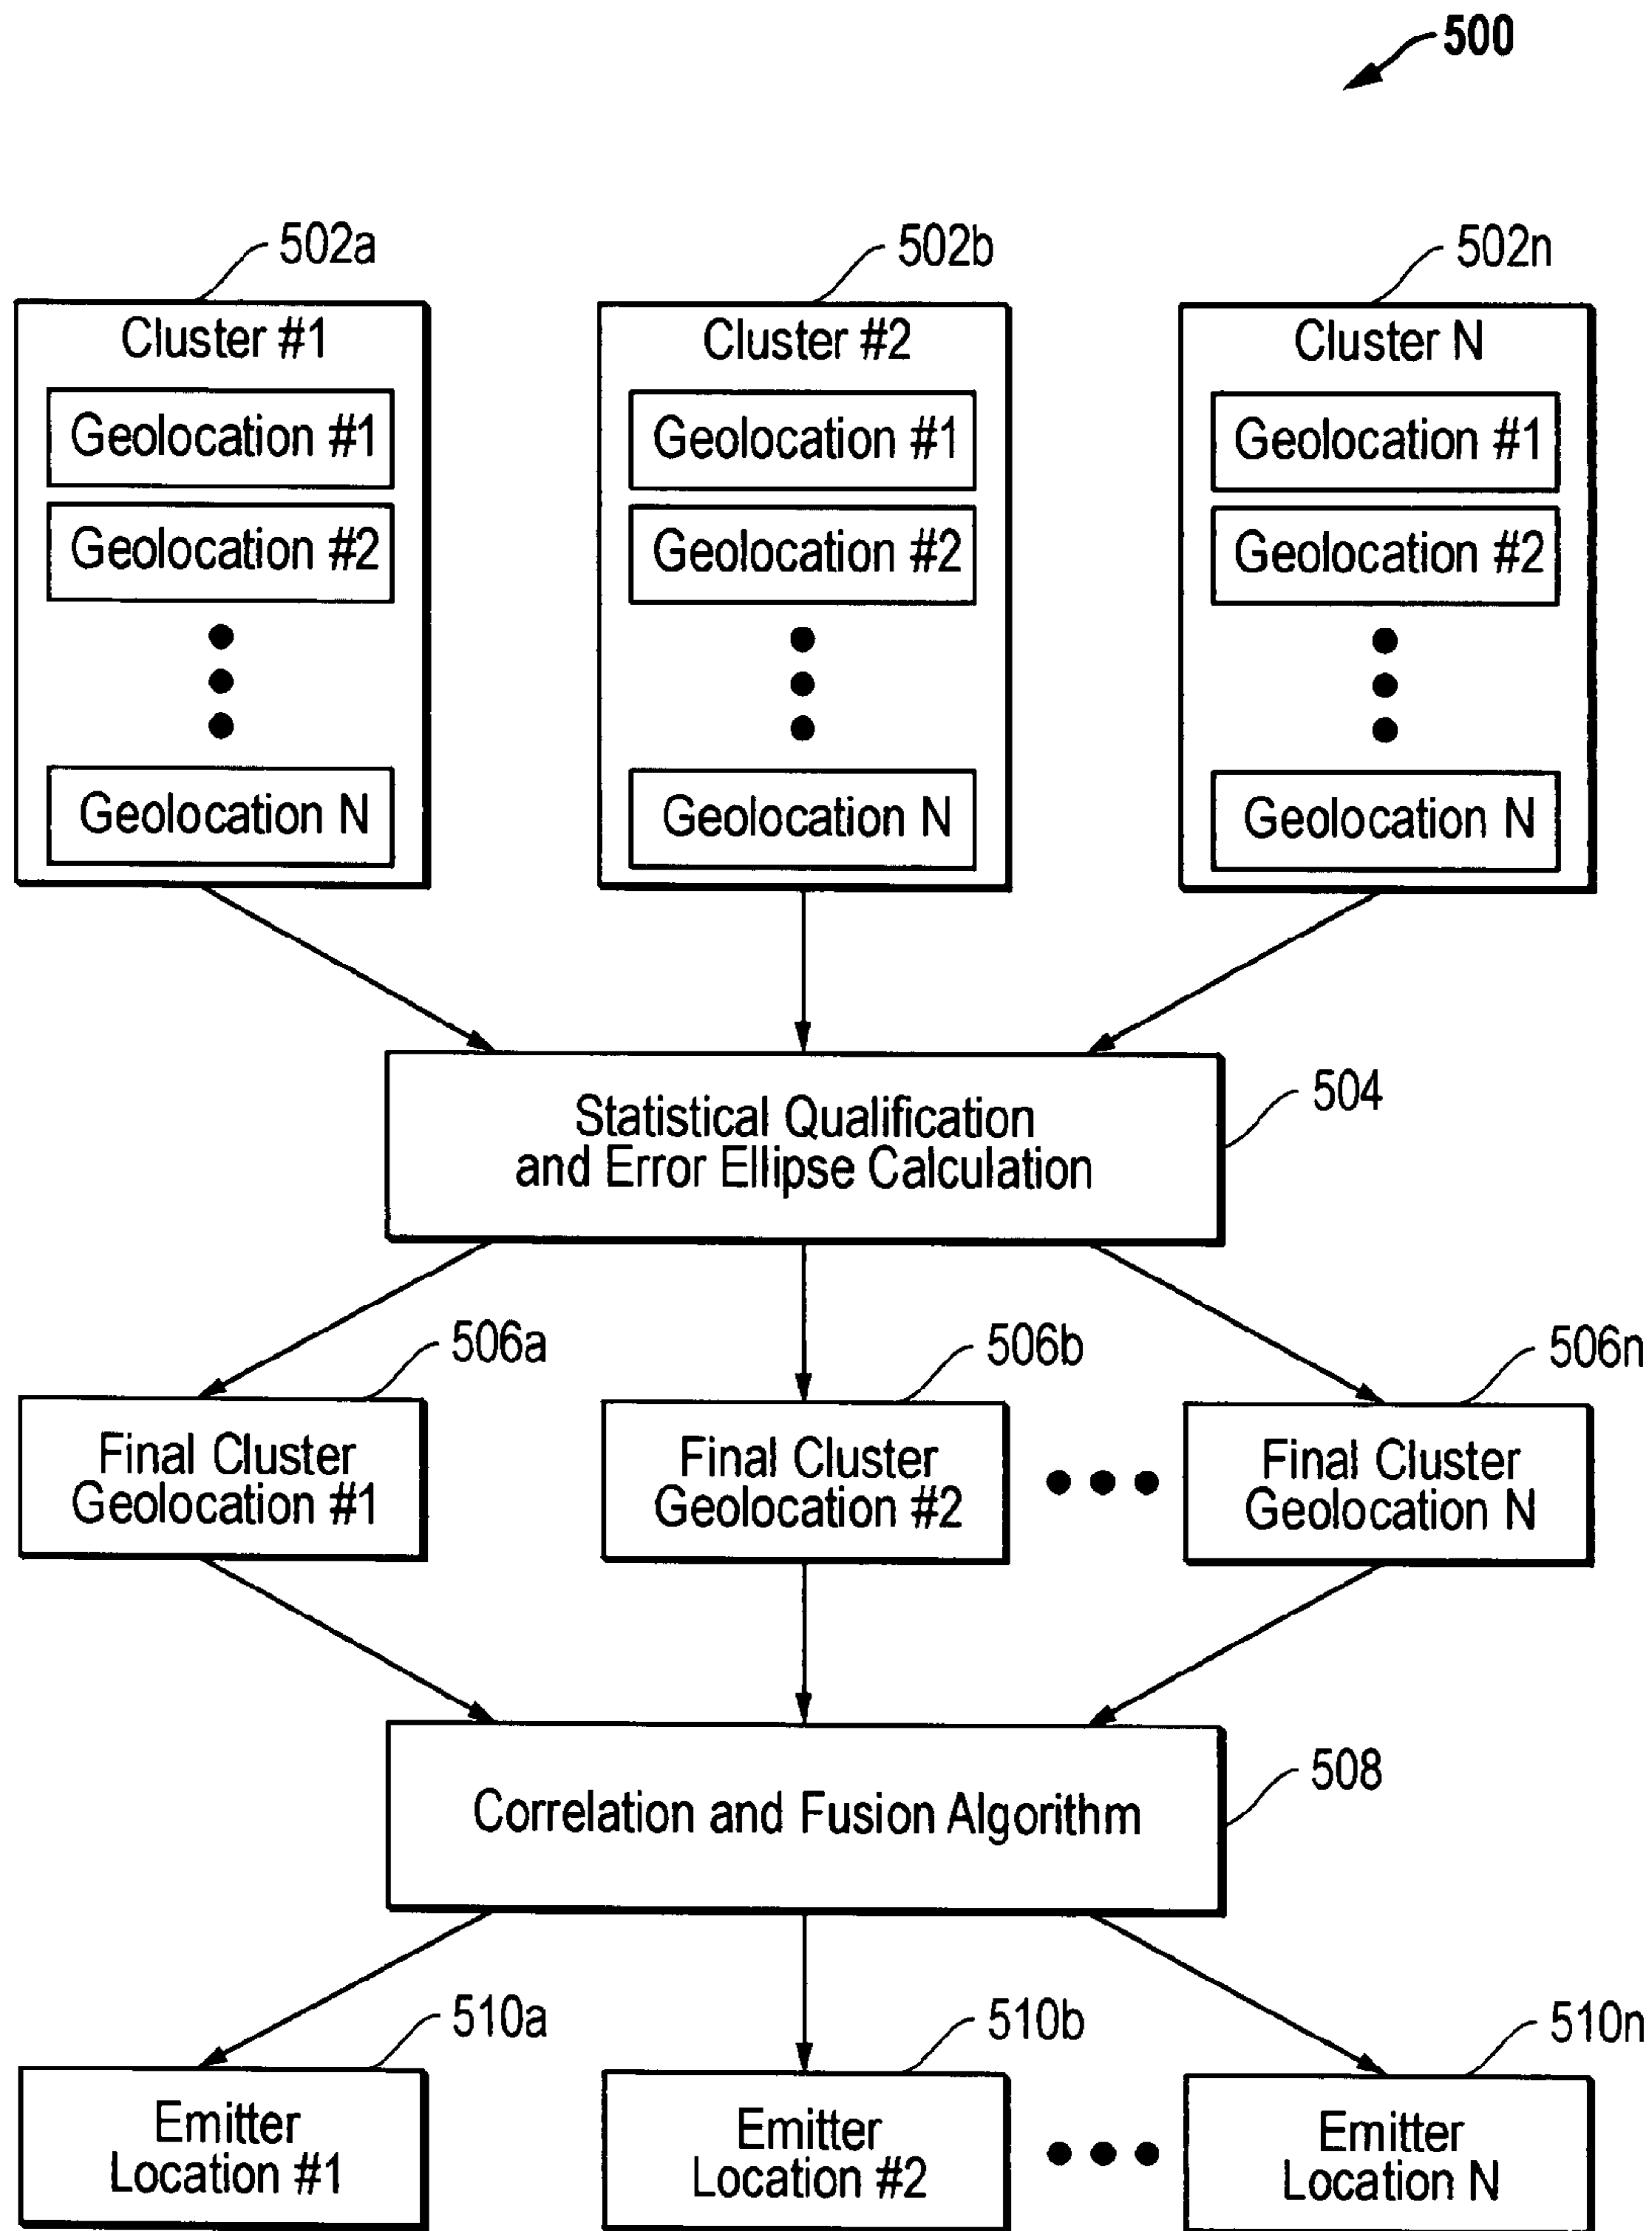 500
502a
502b
502n
Cluster #1
Geolocation #1
Geolocation #2
Geolocation N
Cluster #2
Geolocation #1
Geolocation #2
Geolocation N
Cluster N
Geolocation #1
Geolocation #2
Geolocation N
504
Statistical Qualification
and Error Ellipse Calculation
506a
506b
506n
Final Cluster
Geolocation #1
Final Cluster
Geolocation #2
Final Cluster
Geolocation N
508
Correlation and Fusion Algorithm
510a
510b
510n
Emitter
Location #1
Emitter
Location #2
Emitter
Location N